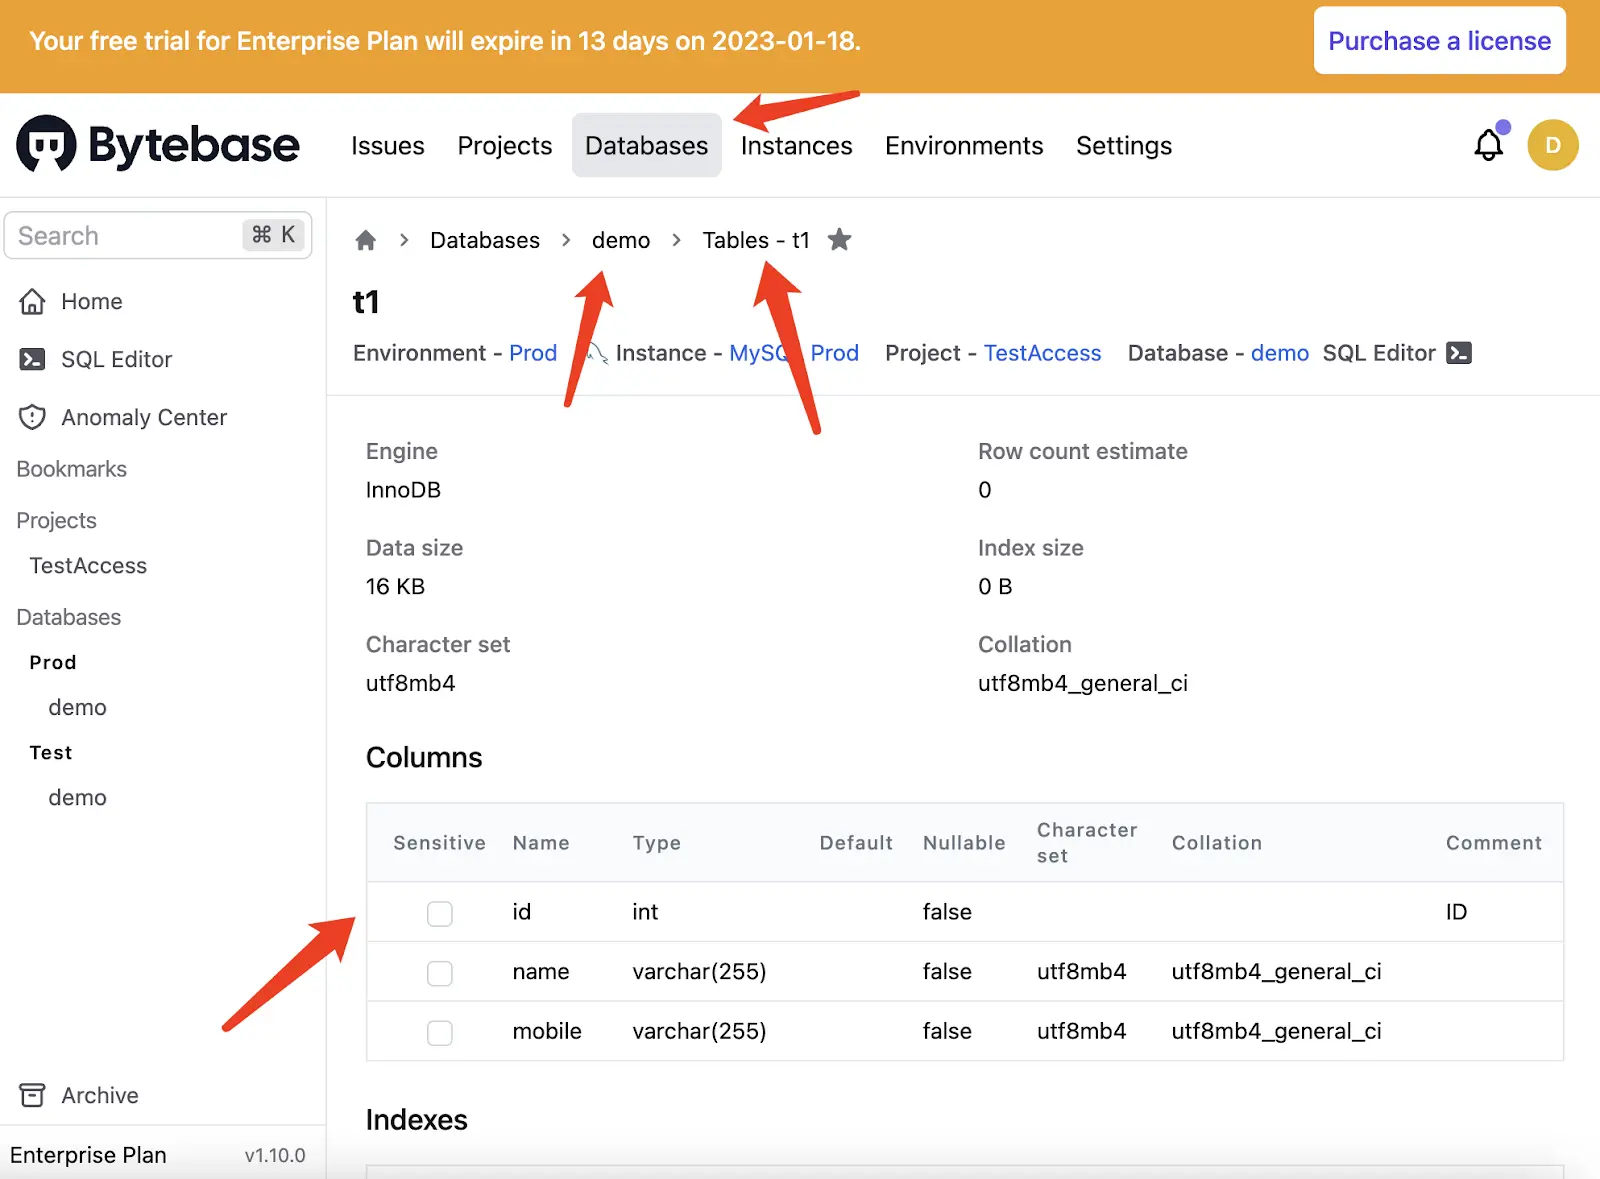 Your free trial for Enterprise Plan will expire in 13 days on 2023-01-18.
Purchase a license
Bytebase
Issues
Projects
Databases
Instances
Environments
Settings
D
Search
⌘ K
Home
SQL Editor
Anomaly Center
Bookmarks
Projects
TestAccess
Databases
Prod
demo
Test
demo
Archive
Enterprise Plan
v1.10.0
Databases > demo > Tables - t1
t1
Environment - Prod Instance - MySQL Prod Project - TestAccess Database - demo SQL Editor
Engine
InnoDB
Row count estimate
0
Data size
16 KB
Index size
0 B
Character set
utf8mb4
Collation
utf8mb4_general_ci
Columns
Sensitive Name Type Default Nullable Character set Collation Comment
id int false ID
name varchar(255) false utf8mb4 utf8mb4_general_ci
mobile varchar(255) false utf8mb4 utf8mb4_general_ci
Indexes